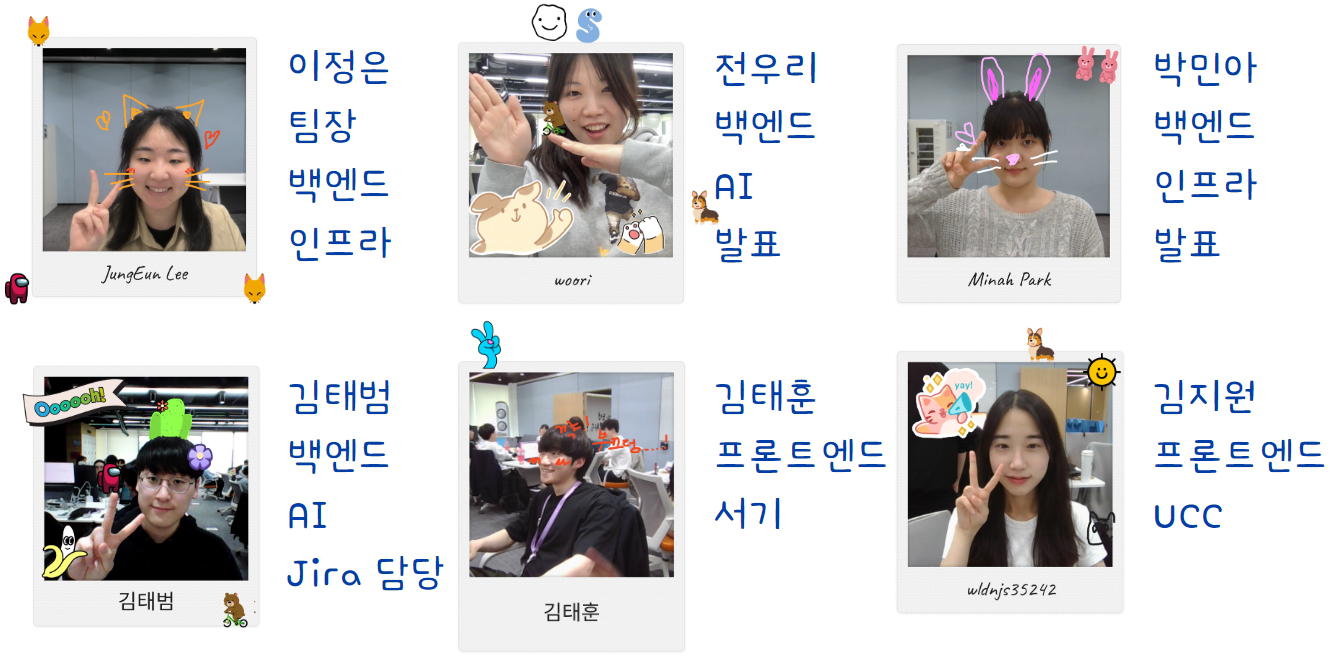 이정은
팀장
백엔드
인프라
JungEun Lee
전우리
백엔드
AI
발표
woori
박민아
백엔드
인프라
발표
Minah Park
Oooooh!
김태범
백엔드
AI
Jira 담당
김태범
김태훈
프론트엔드
서기
부끄덩....!
김태훈
yay!
김지원
프론트엔드
UCC
wldnjs35242